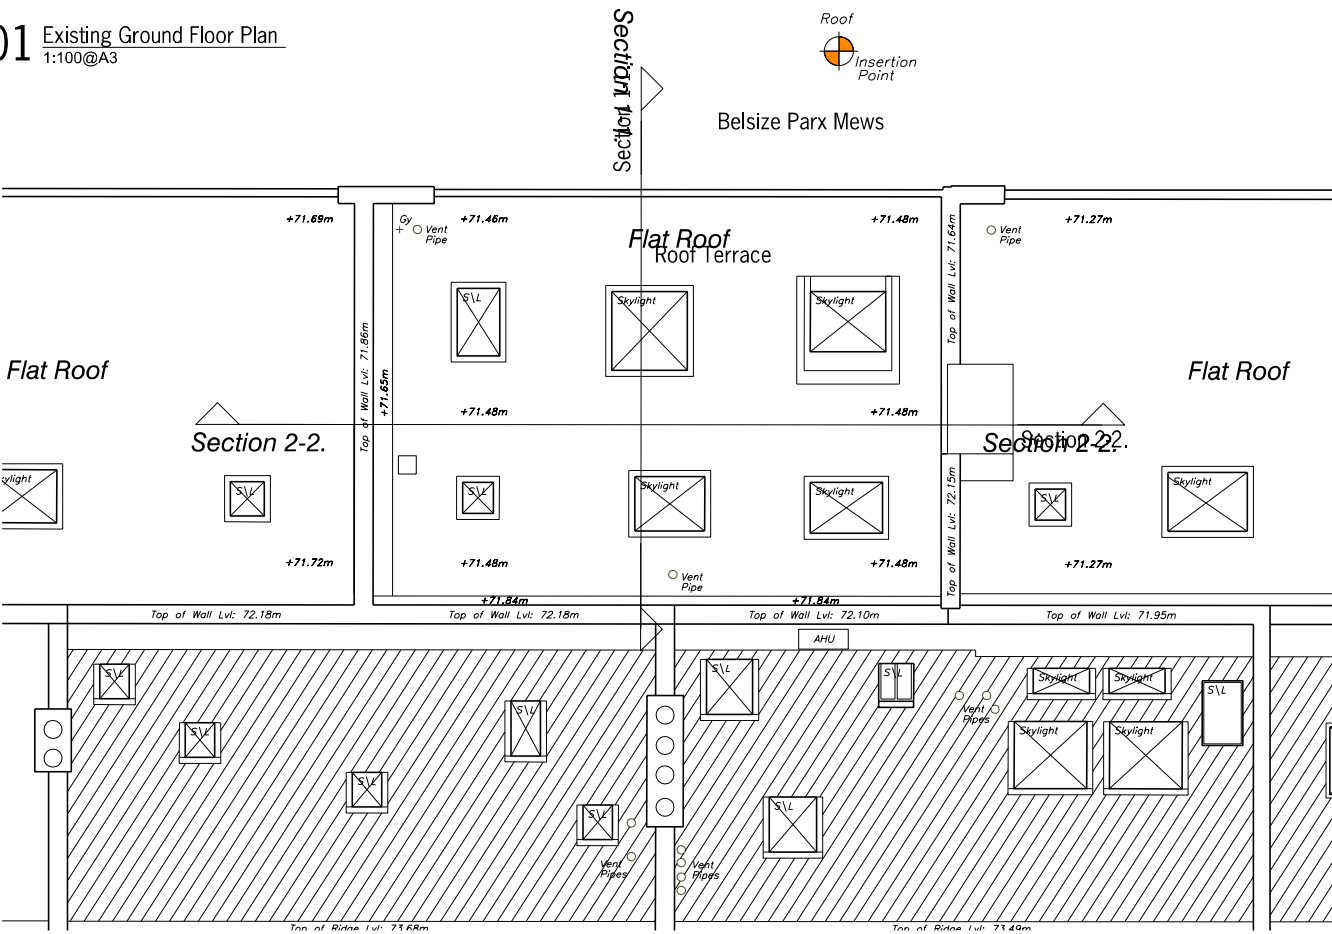 01 Existing Ground Floor Plan
1:100@A3
Section 1-1.
Section 1-1.
Roof
Insertion
Point
Belsize Parx Mews
+71.69m
Gy
Vent
Pipe
+71.46m
Flat Roof
Roof Terrace
+71.48m
Top of Wall Lvl: 71.64m
Vent
Pipe
+71.27m
S\L
Skylight
Skylight
Flat Roof
Top of Wall Lvl: 71.86m
+71.65m
Flat Roof
+71.48m
+71.48m
Section 2-2.
Section 2-2.
Section 2-2.
Skylight
S\L
S\L
Skylight
Skylight
Top of Wall Lvl: 72.15m
S\L
Skylight
+71.72m
+71.48m
Vent
Pipe
+71.48m
+71.27m
+71.84m
+71.84m
Top of Wall Lvl: 72.18m
Top of Wall Lvl: 72.18m
Top of Wall Lvl: 72.10m
Top of Wall Lvl: 71.95m
AHU
S\L
S\L
S\L
Skylight
Skylight
S\L
S\L
S\L
Vent
Pipes
Skylight
Skylight
S\L
S\L
S\L
Vent
Pipes
Vent
Pipes
Top of Ridge Lvl: 73.68m
Top of Ridge Lvl: 73.49m